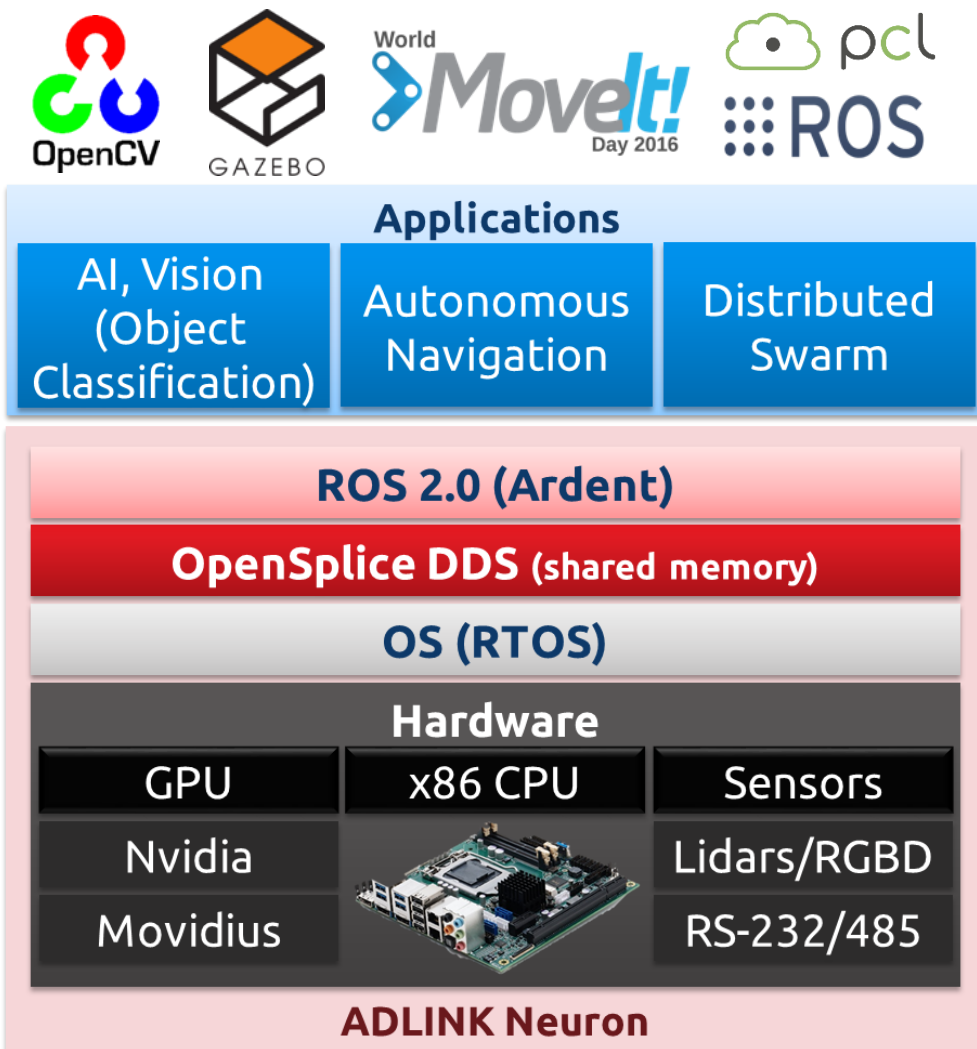 OpenCV
GAZEBO
World
MoveIt!
Day 2016
pcl
ROS
Applications
AI, Vision
(Object
Classification)
Autonomous
Navigation
Distributed
Swarm
ROS 2.0 (Ardent)
OpenSplice DDS (shared memory)
OS (RTOS)
Hardware
GPU
x86 CPU
Sensors
Nvidia
Lidars/RGBD
Movidius
RS-232/485
ADLINK Neuron